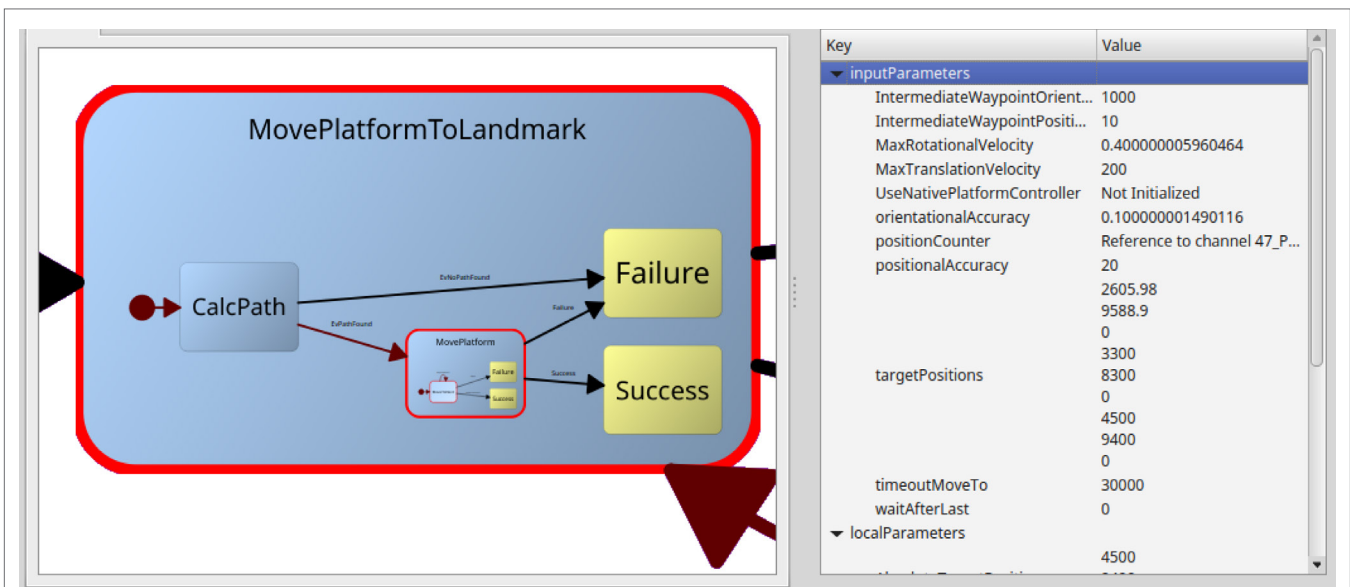 MovePlatformToLandmark
CalcPath
EvNoPathFound
EvPathFound
Failure
Failure
MovePlatform
Failure
Success
Success
Success
Key Value
inputParameters
IntermediateWaypointOrient... 1000
IntermediateWaypointPositi... 10
MaxRotationalVelocity 0.400000005960464
MaxTranslationVelocity 200
UseNativePlatformController Not Initialized
orientationalAccuracy 0.100000001490116
positionCounter Reference to channel 47_P...
positionalAccuracy 20
2605.98
9588.9
0
3300
targetPositions 8300
0
4500
9400
0
timeoutMoveTo 30000
waitAfterLast 0
localParameters
4500